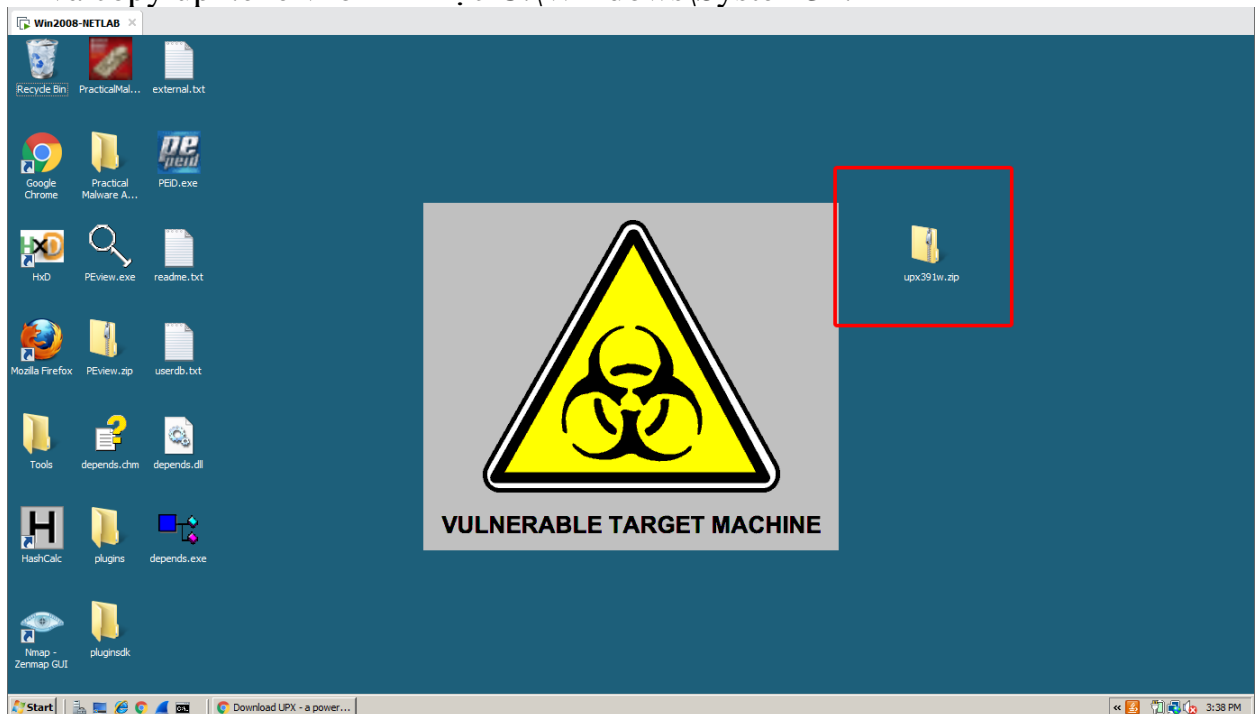 Win2008-NETLAB
Recycle Bin
PracticalMal...
external.txt
Google
Chrome
Practical
Malware A...
PEiD.exe
HxD
PEview.exe
readme.txt
upx391w.zip
Mozilla Firefox
PEview.zip
userdb.txt
Tools
depends.chm
depends.dll
VULNERABLE TARGET MACHINE
HashCalc
plugins
depends.exe
Nmap -
Zenmap GUI
pluginsdk
Start
Download UPX - a power...
3:38 PM